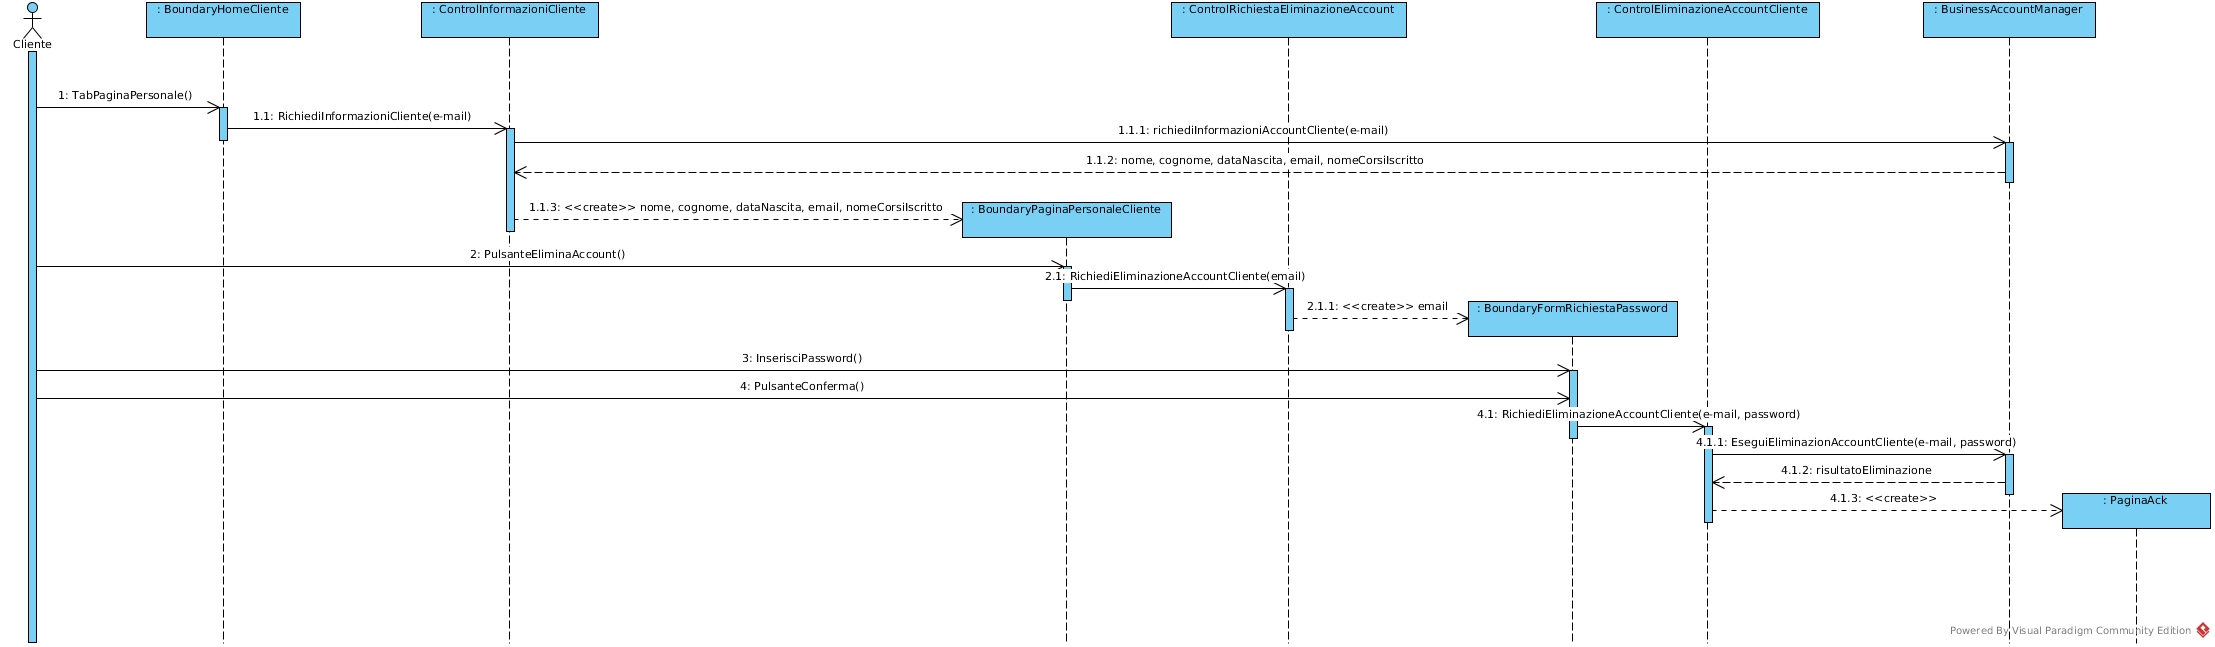 : BoundaryHomeCliente
: ControlInformazioniCliente
: ControlRichiestaEliminazioneAccount
: ControlEliminazioneAccountCliente
: BusinessAccountManager
Cliente
1: TabPaginaPersonale()
1.1: RichiediInformazioniCliente(e-mail)
1.1.1: richiediInformazioniAccountCliente(e-mail)
1.1.2: nome, cognome, dataNascita, email, nomeCorsiIscritto
1.1.3: <<create>> nome, cognome, dataNascita, email, nomeCorsiIscritto
: BoundaryPaginaPersonaleCliente
2: PulsanteEliminaAccount()
2.1: RichiediEliminazioneAccountCliente(email)
2.1.1: <<create>> email
: BoundaryFormRichiestaPassword
3: InserisciPassword()
4: PulsanteConferma()
4.1: RichiediEliminazioneAccountCliente(e-mail, password)
4.1.1: EseguiEliminazionAccountCliente(e-mail, password)
4.1.2: risultatoEliminazione
4.1.3: <<create>>
: PaginaAck
Powered By Visual Paradigm Community Edition